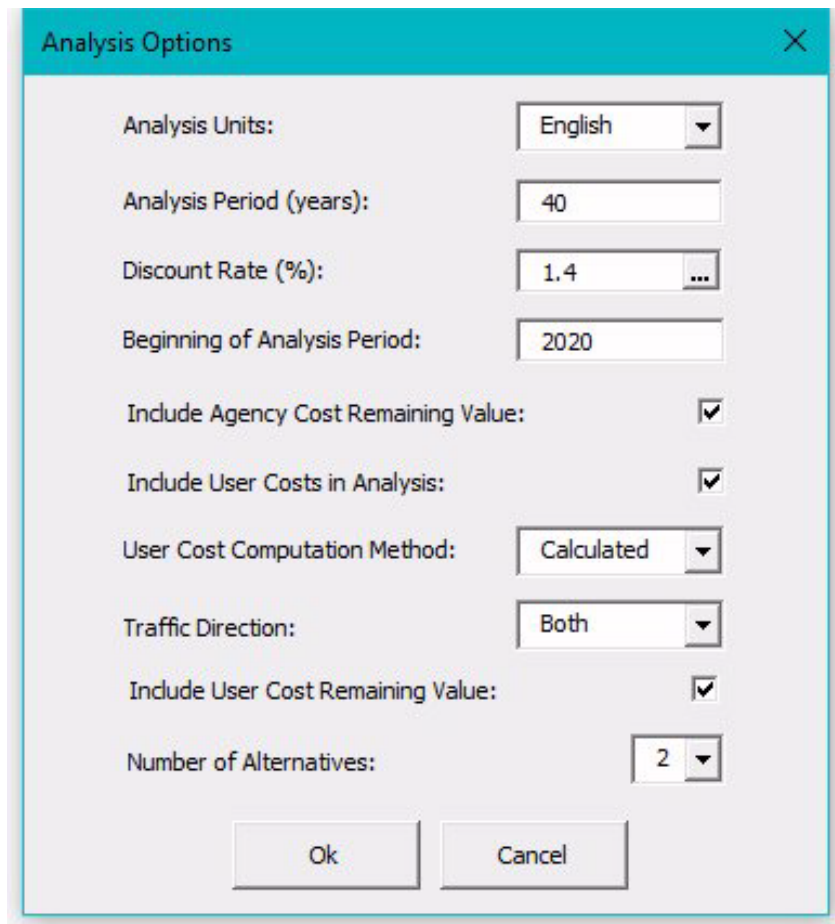 Analysis Options
Analysis Units: English
Analysis Period (years): 40
Discount Rate (%): 1.4 ...
Beginning of Analysis Period: 2020
Include Agency Cost Remaining Value:
Include User Costs in Analysis:
User Cost Computation Method: Calculated
Traffic Direction: Both
Include User Cost Remaining Value:
Number of Alternatives: 2
Ok Cancel